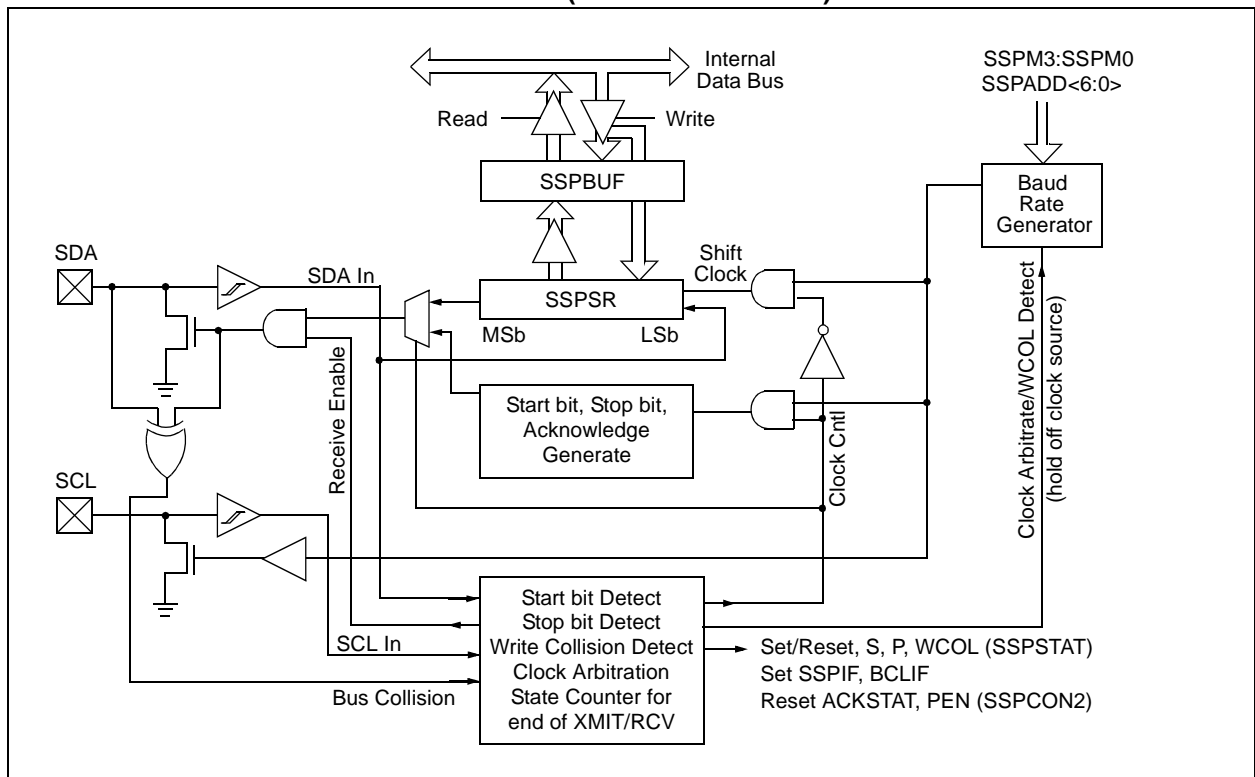 Internal
Data Bus
SSPM3:SSPM0
SSPADD<6:0>
Read
Write
SSPBUF
Baud
Rate
Generator
SDA
SDA In
Shift
Clock
SSPSR
MSb
LSb
Receive Enable
Start bit, Stop bit,
Acknowledge
Generate
Clock Cntl
Clock Arbitrate/WCOL Detect
(hold off clock source)
SCL
SCL In
Bus Collision
Start bit Detect
Stop bit Detect
Write Collision Detect
Clock Arbitration
State Counter for
end of XMIT/RCV
Set/Reset, S, P, WCOL (SSPSTAT)
Set SSPIF, BCLIF
Reset ACKSTAT, PEN (SSPCON2)